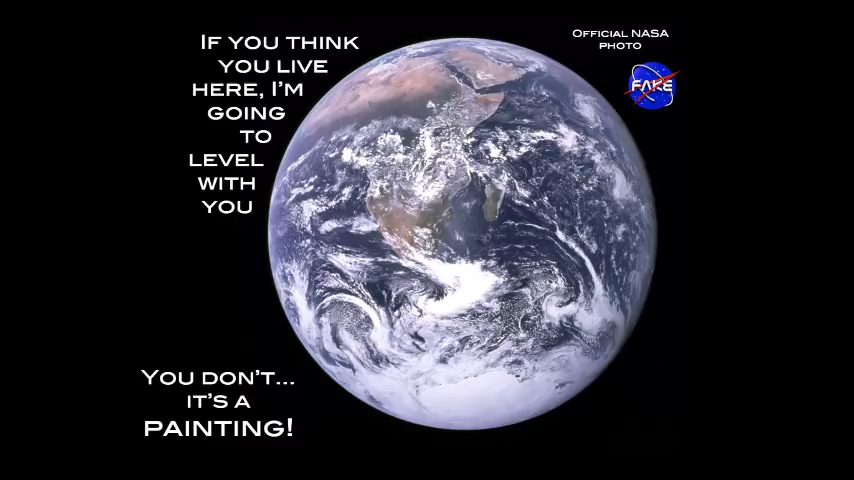 If you think
you live
here, I'm
going
to
level
with
you
Official NASA
photo
FAKE
You don't...
it's a
painting!